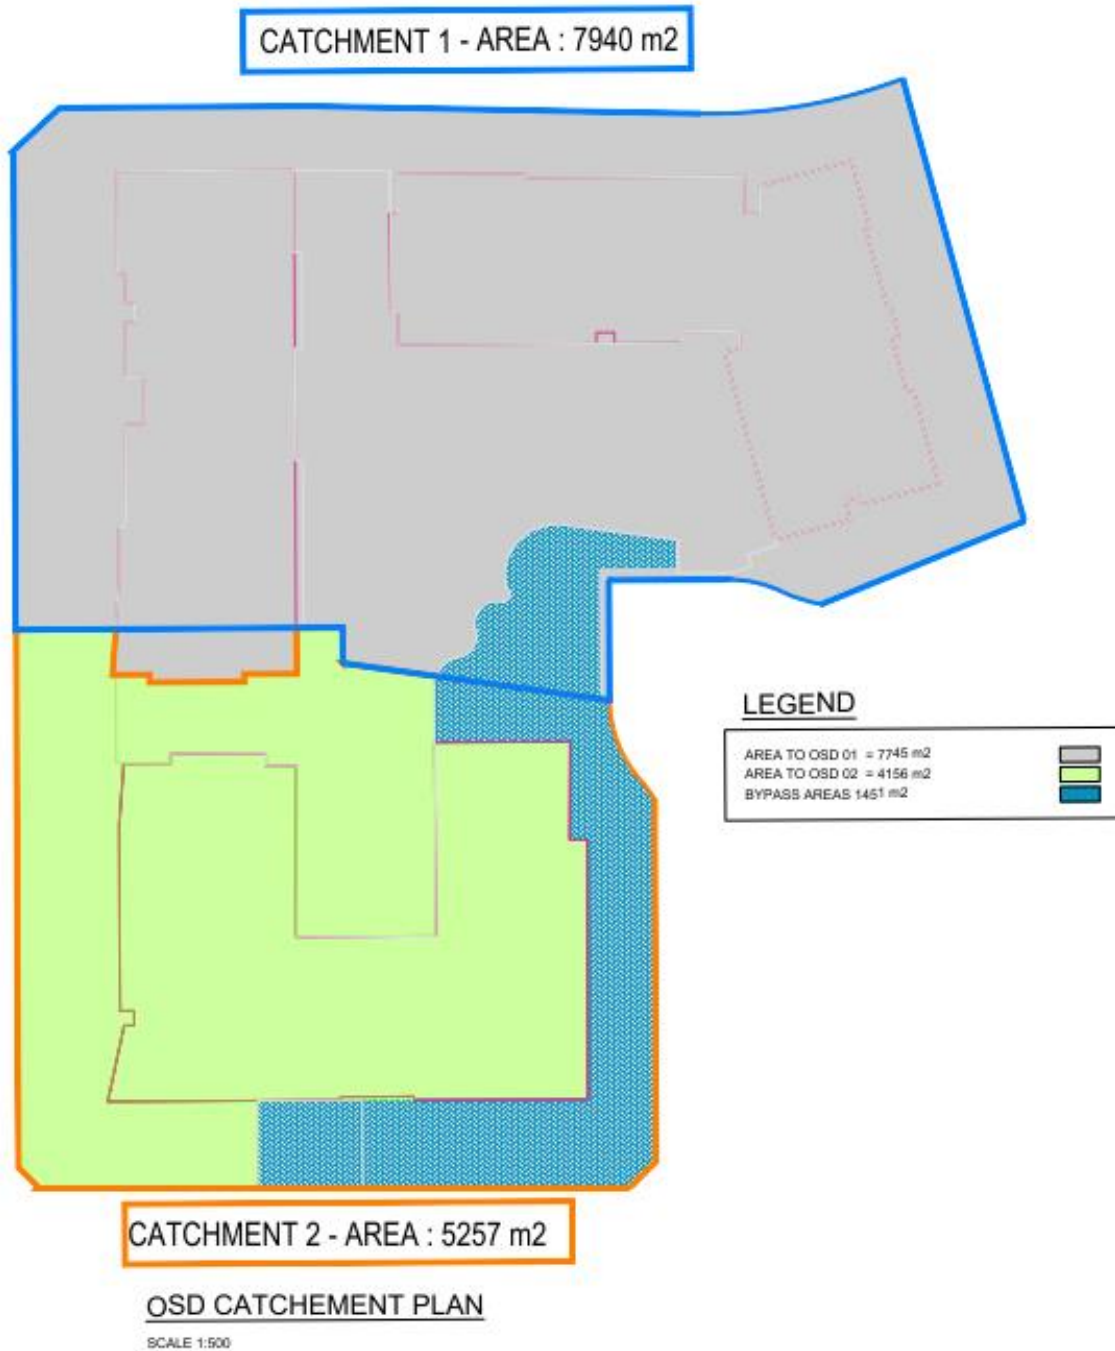 CATCHMENT 1 - AREA : 7940 m2
LEGEND
AREA TO OSD 01 = 7745 m2
AREA TO OSD 02 = 4156 m2
BYPASS AREAS 1451 m2
CATCHMENT 2 - AREA : 5257 m2
OSD CATCHEMENT PLAN
SCALE 1:500